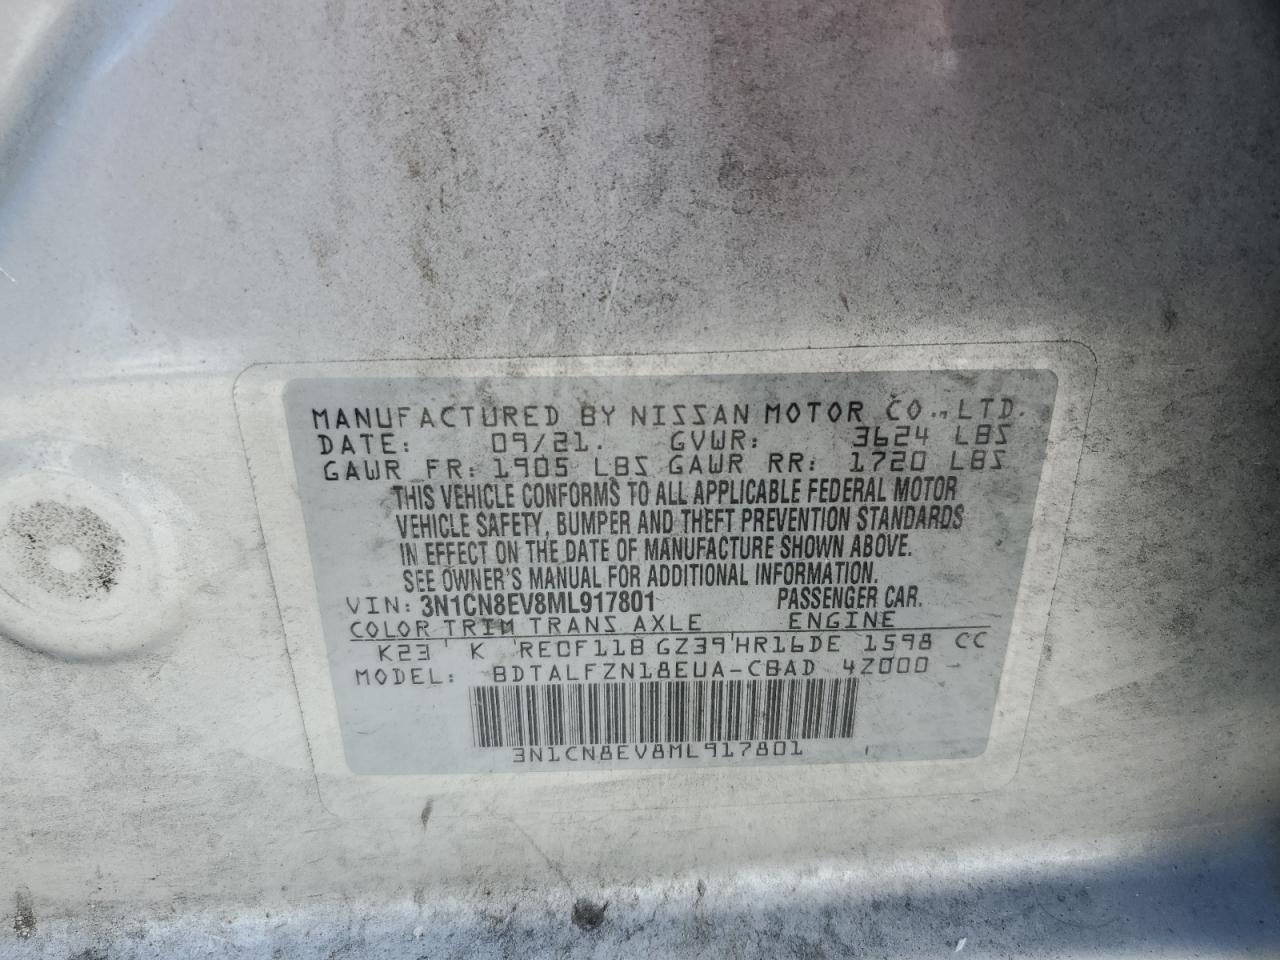 MANUFACTURED BY NISSAN MOTOR CO., LTD.
DATE: 09/21. GVWR: 3624 LBS
GAWR FR: 1905 LBS GAWR RR: 1720 LBS
THIS VEHICLE CONFORMS TO ALL APPLICABLE FEDERAL MOTOR
VEHICLE SAFETY, BUMPER AND THEFT PREVENTION STANDARDS
IN EFFECT ON THE DATE OF MANUFACTURE SHOWN ABOVE.
SEE OWNER'S MANUAL FOR ADDITIONAL INFORMATION.
VIN: 3N1CN8EV8ML917801 PASSENGER CAR.
COLOR TRIM TRANS AXLE ENGINE
K23 K RE0F11B GZ39 HR16DE 1598 CC
MODEL: BDTALFZN18EUA-CBAD 4Z000
3N1CN8EV8ML917801